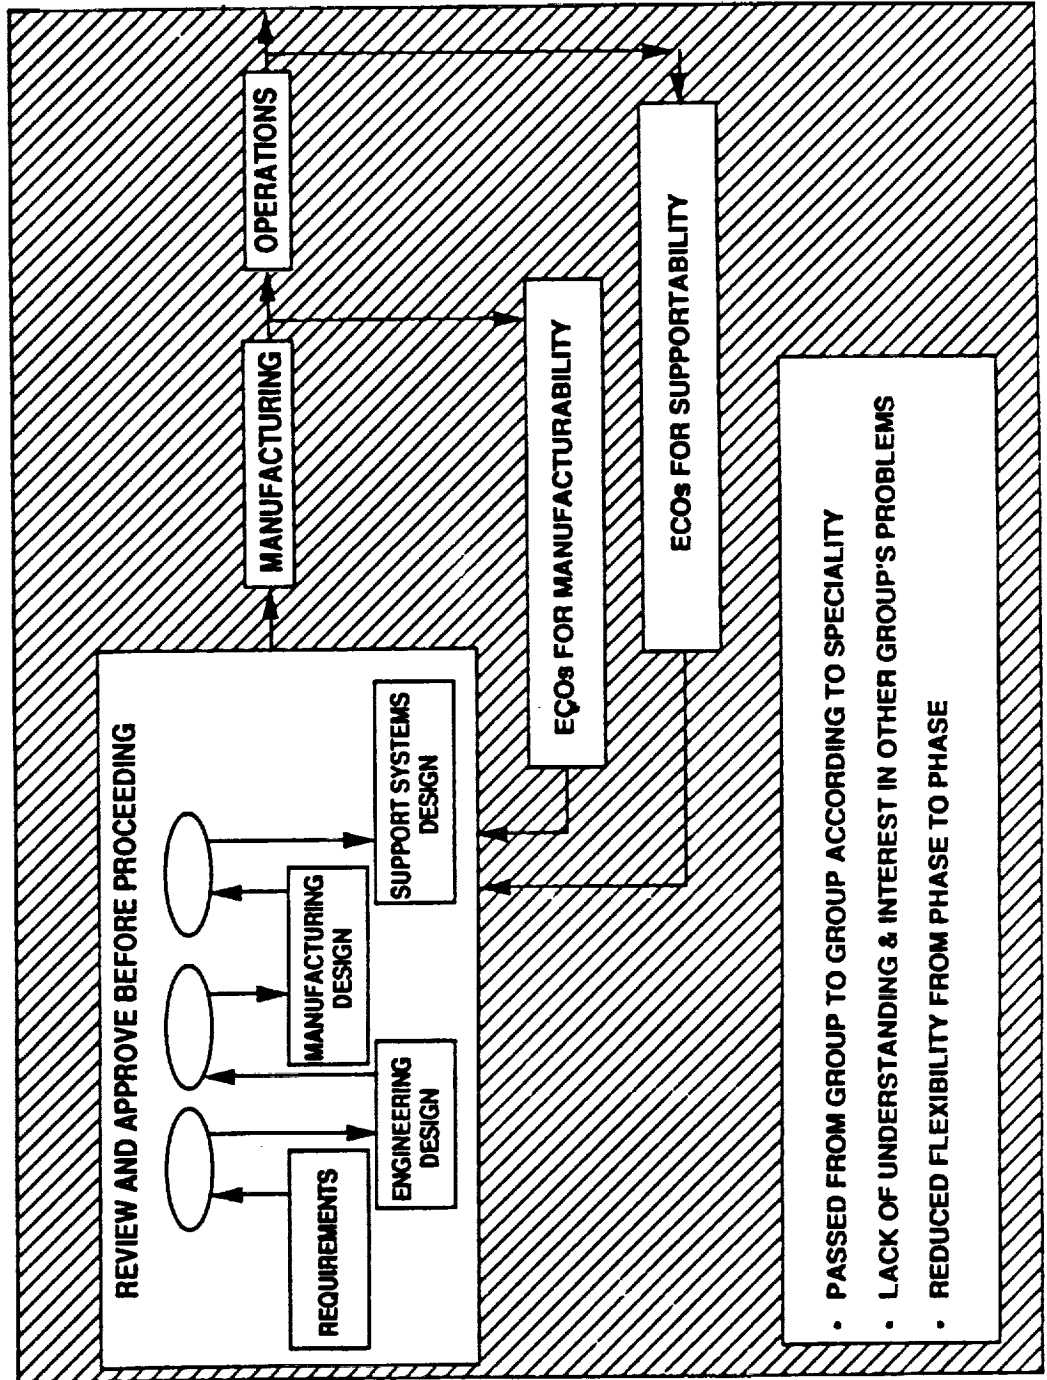 REVIEW AND APPROVE BEFORE PROCEEDING
REQUIREMENTS
ENGINEERING
DESIGN
MANUFACTURING
DESIGN
SUPPORT SYSTEMS
DESIGN
MANUFACTURING
OPERATIONS
ECOs FOR MANUFACTURABILITY
ECOs FOR SUPPORTABILITY
• PASSED FROM GROUP TO GROUP ACCORDING TO SPECIALITY
• LACK OF UNDERSTANDING & INTEREST IN OTHER GROUP'S PROBLEMS
• REDUCED FLEXIBILITY FROM PHASE TO PHASE